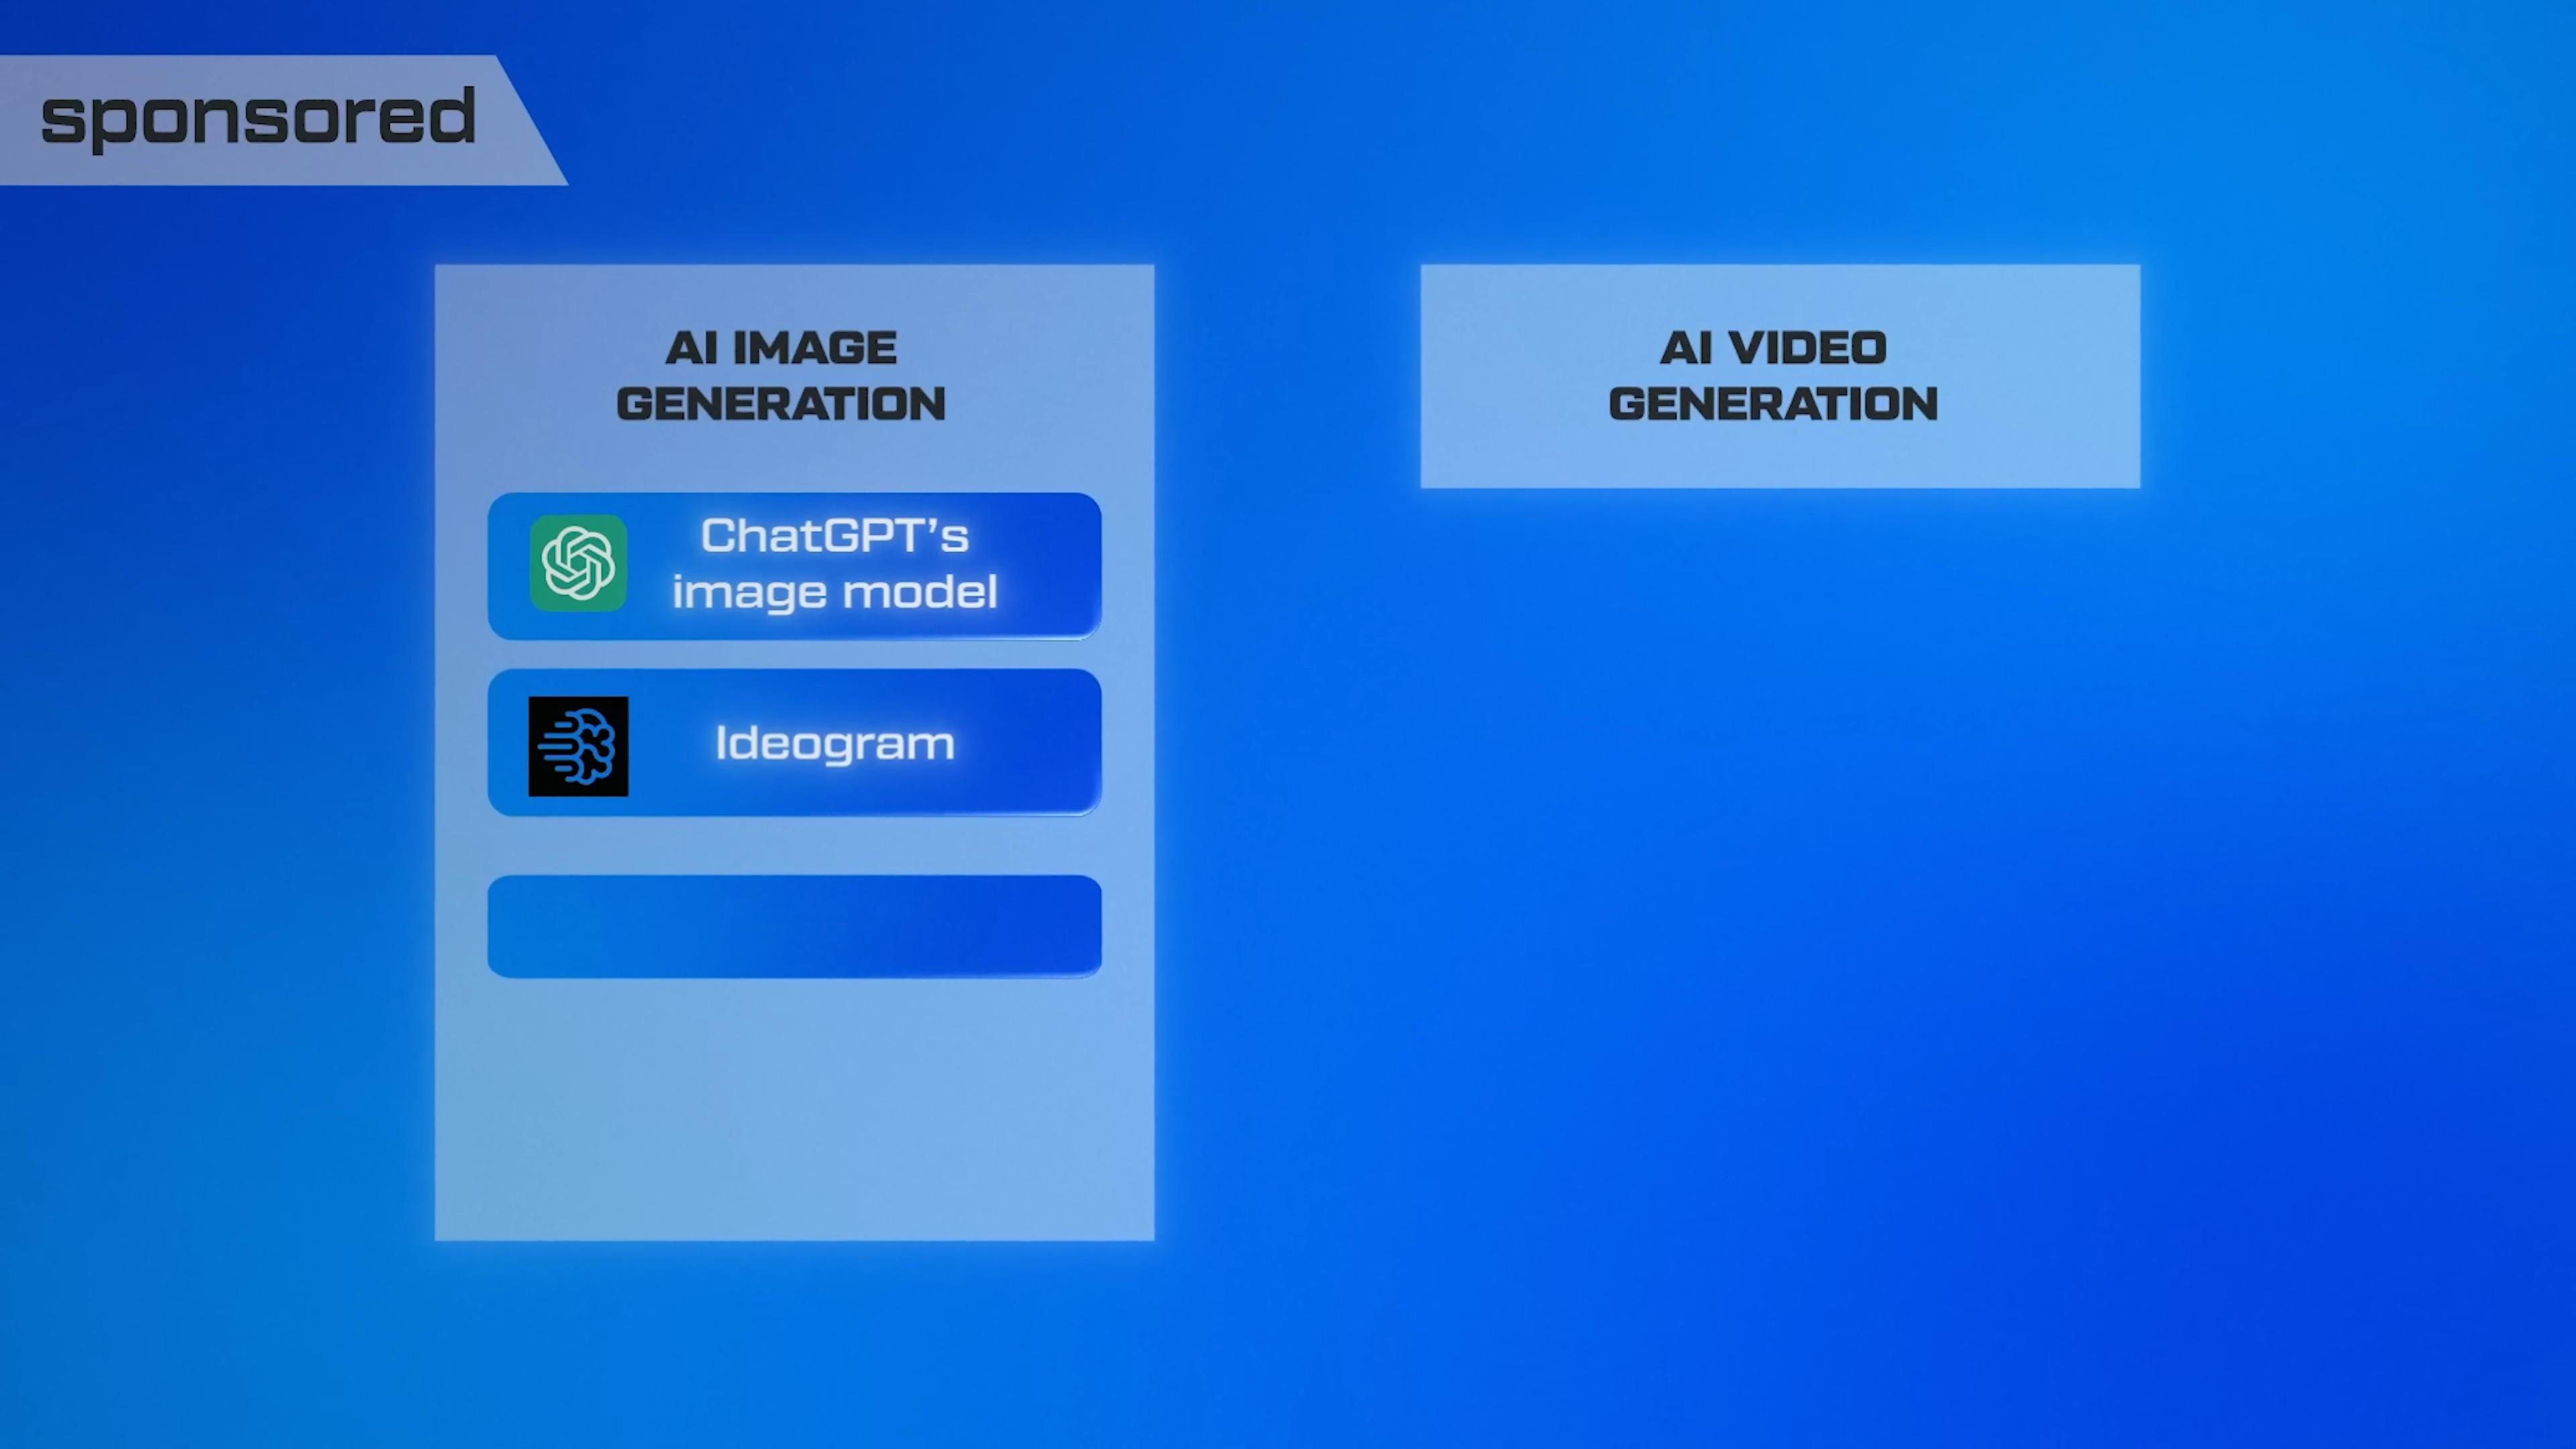 sponsored
AI IMAGE
GENERATION
ChatGPT’s
image model
Ideogram
AI VIDEO
GENERATION